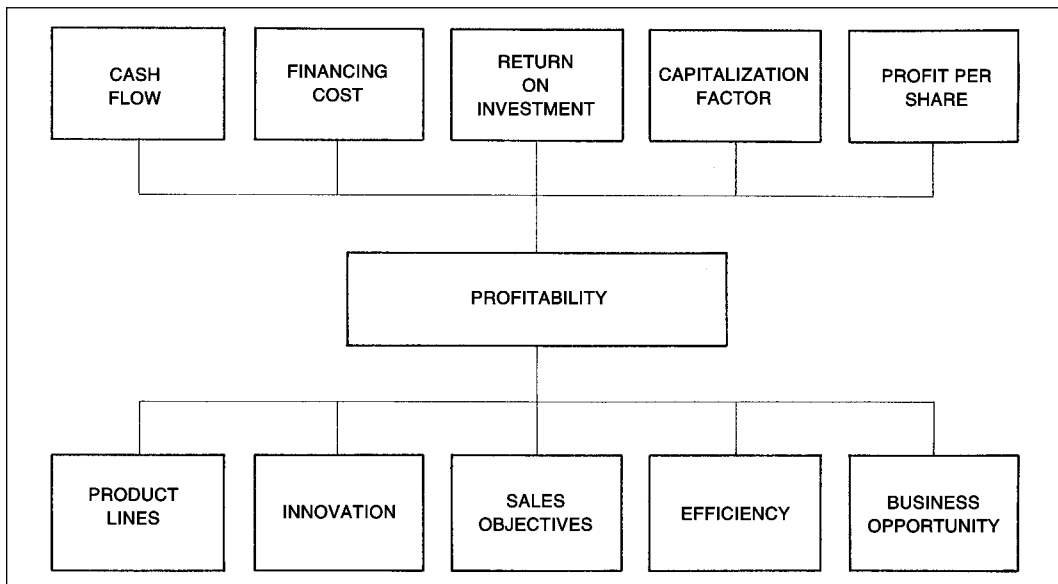 CASH
FLOW
FINANCING
COST
RETURN
ON
INVESTMENT
CAPITALIZATION
FACTOR
PROFIT PER
SHARE
PROFITABILITY
PRODUCT
LINES
INNOVATION
SALES
OBJECTIVES
EFFICIENCY
BUSINESS
OPPORTUNITY